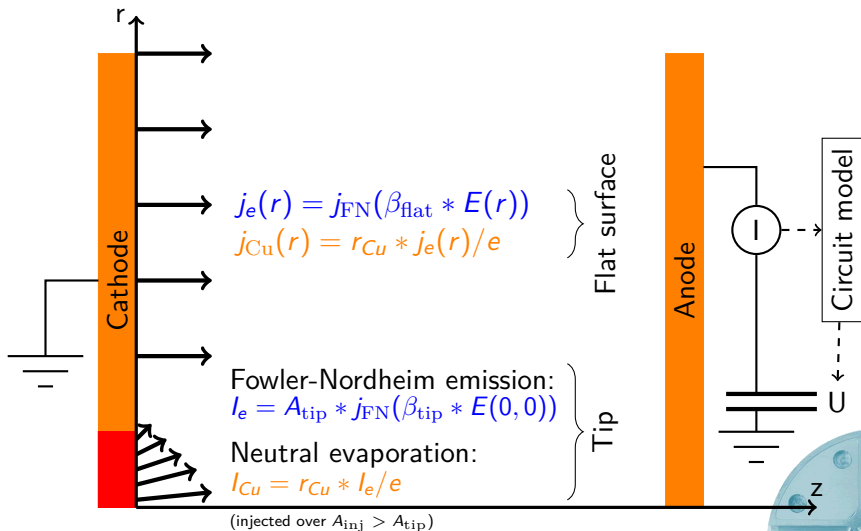 r
Cathode
j_e(r) = j_FN(β_flat * E(r))
j_Cu(r) = r_Cu * j_e(r)/e
Flat surface
Fowler-Nordheim emission:
I_e = A_tip * j_FN(β_tip * E(0,0))
Neutral evaporation:
I_Cu = r_Cu * I_e/e
Tip
(injected over A_inj > A_tip)
Anode
I
Circuit model
U
z